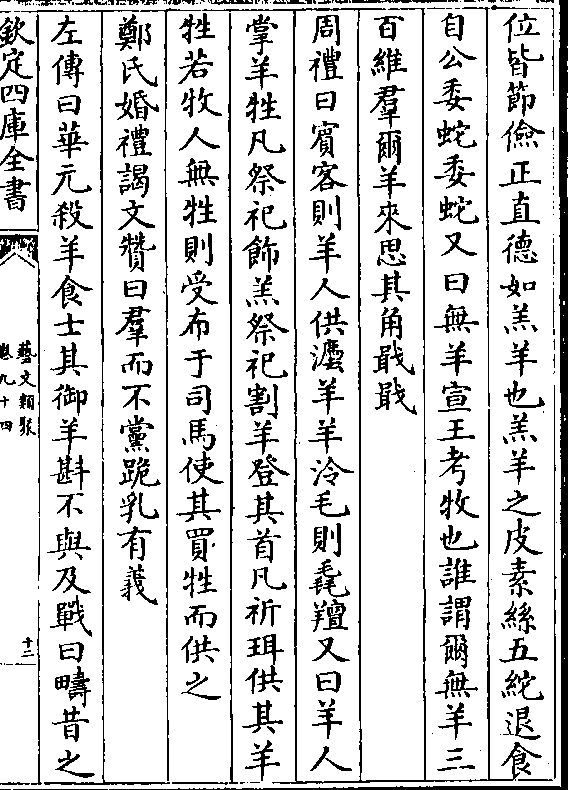 位皆節儉正直德如羔羊也羔羊之皮素絲五紽退食
自公委蛇委蛇又曰無羊宣王考牧也誰謂爾無羊三
百維羣爾羊來思其角戢戢
周禮曰賓客則羊人供灋羊羊泠毛則毳羶又曰羊人
掌羊牲凡祭祀飾羔祭祀割羊登其首凡祈珥供其羊
牲若牧人無牲則受布于司馬使其買牲而供之
鄭氏婚禮謁文贊曰羣而不黨跪乳有義
左傳曰華元殺羊食士其御羊斟不與及戰曰疇昔之
欽定四庫全書
藝文類聚
卷九十四
十二